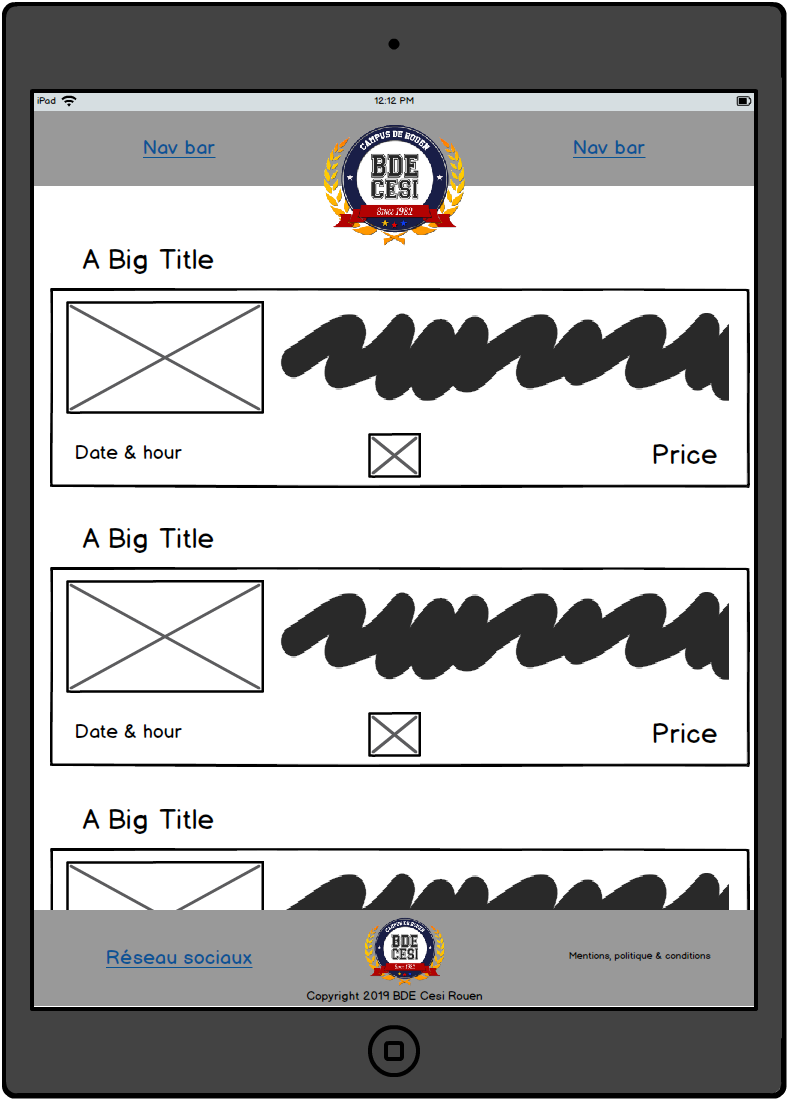 iPad 12:12 PM
Nav bar
CAMPUS DE ROUEN
BDE
CESI
Since 1982
Nav bar
A Big Title
Date & hour
Price
A Big Title
Date & hour
Price
A Big Title
Réseau sociaux
CAMPUS DE ROUEN
BDE
CESI
Since 1982
Mentions, politique & conditions
Copyright 2019 BDE Cesi Rouen